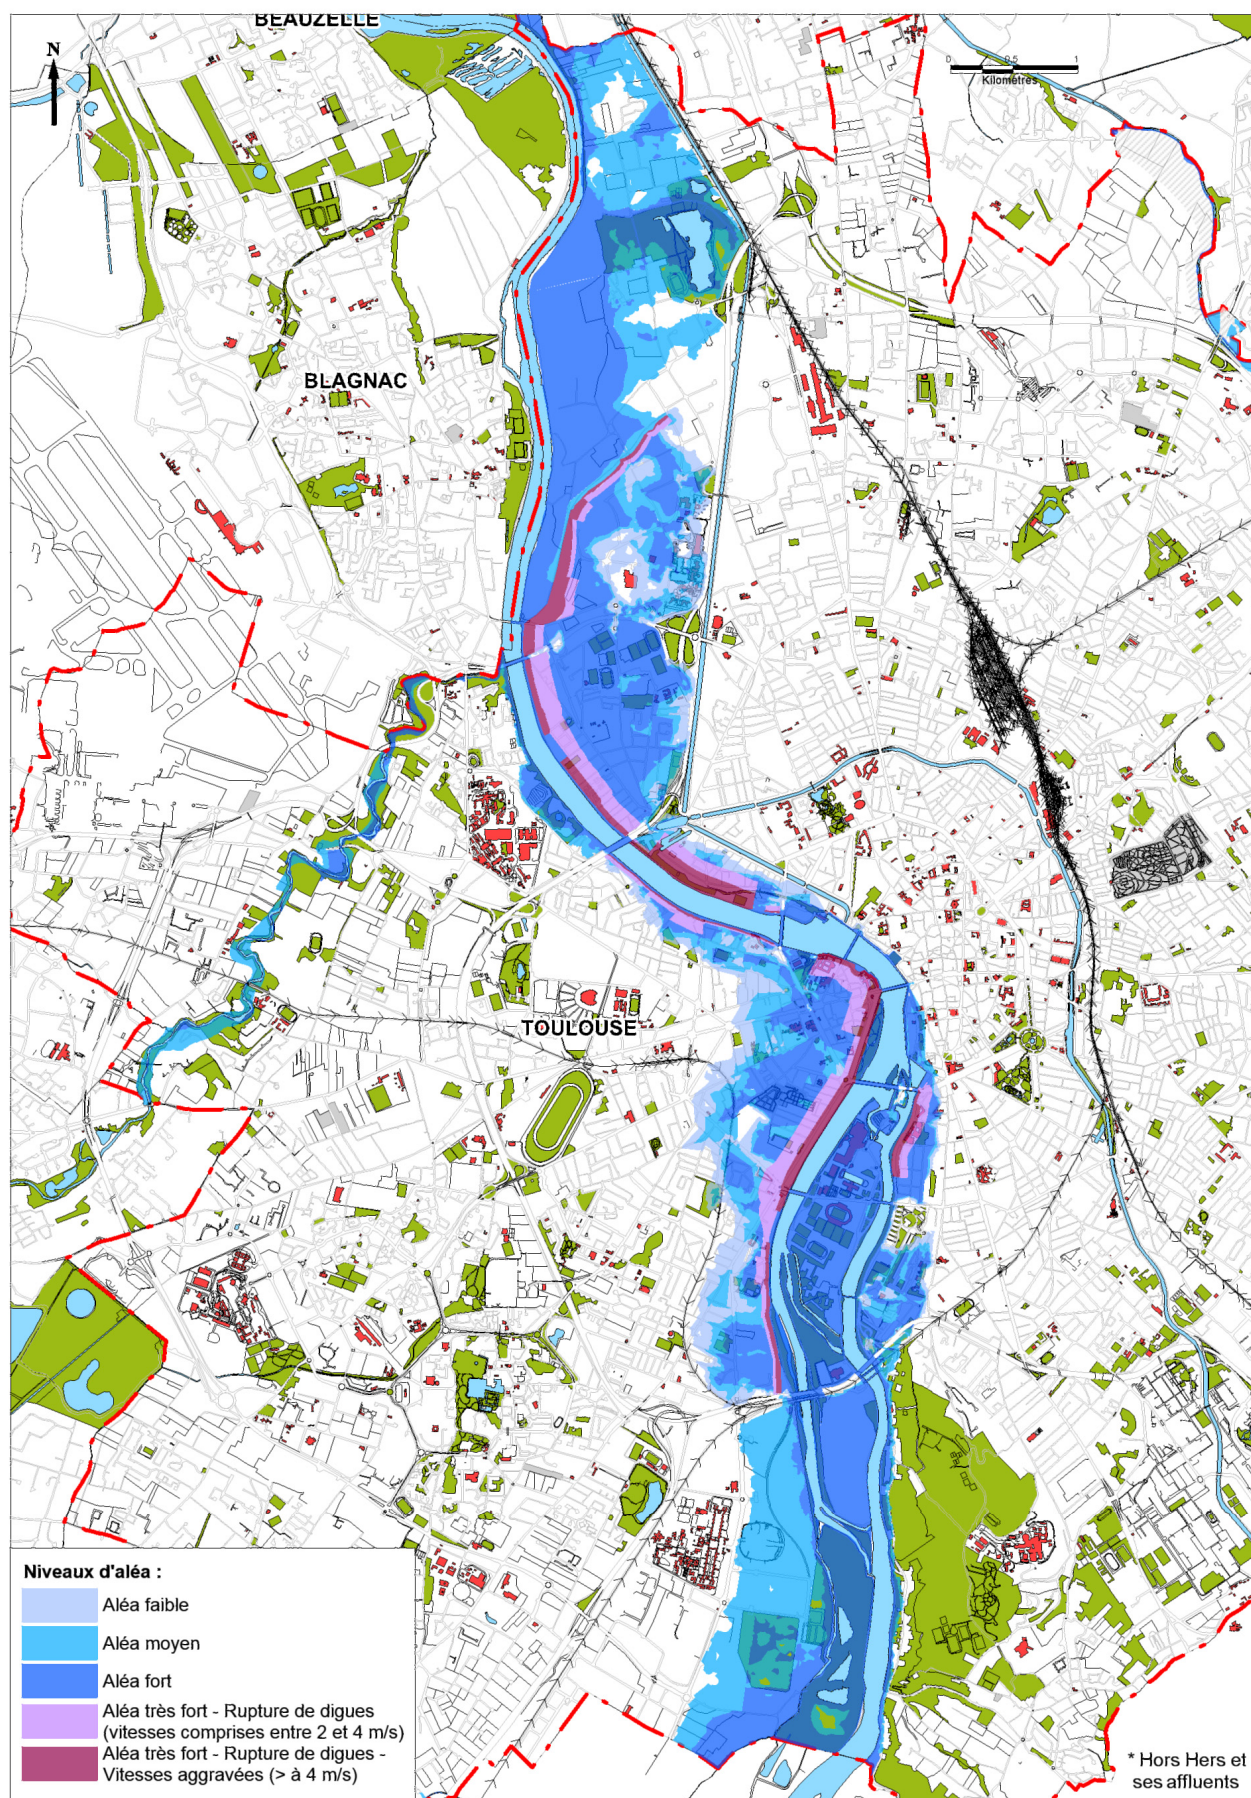 BEAUZELLE
N
0 0,5 1
Kilomètres
BLAGNAC
TOULOUSE
Niveaux d'aléa :
Aléa faible
Aléa moyen
Aléa fort
Aléa très fort - Rupture de digues
(vitesses comprises entre 2 et 4 m/s)
Aléa très fort - Rupture de digues -
Vitesses aggravées (> à 4 m/s)
* Hors Hers et
ses affluents